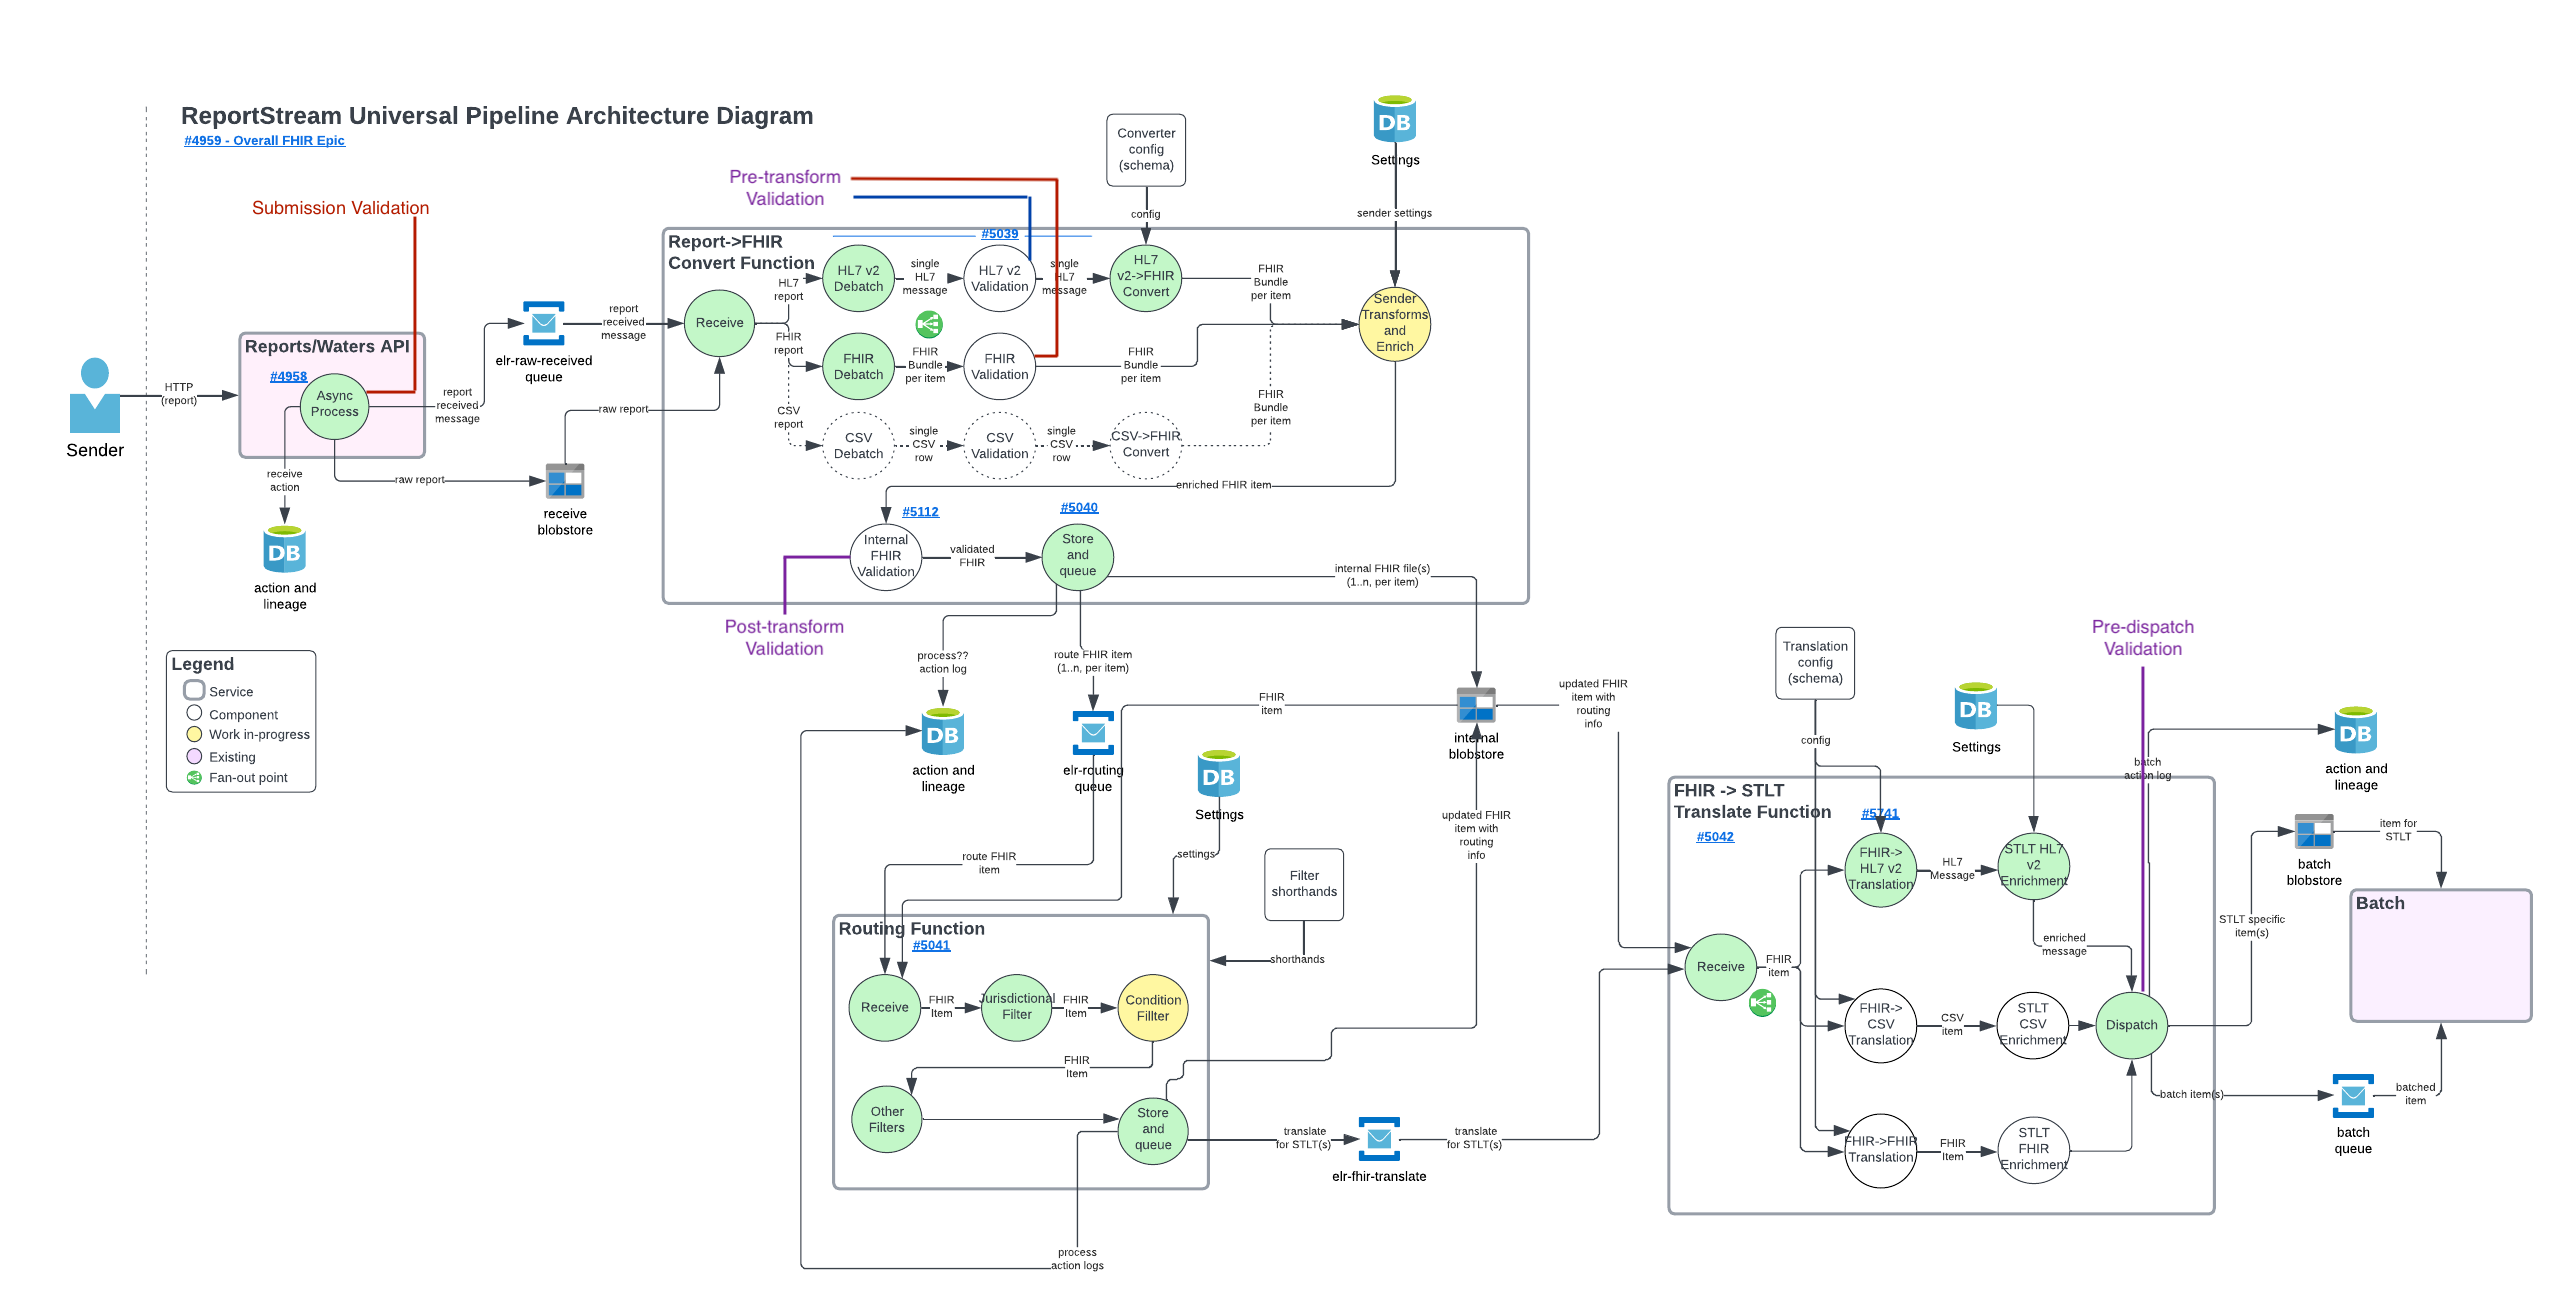 ReportStream Universal Pipeline Architecture Diagram
#4959 - Overall FHIR Epic
Submission Validation
Pre-transform
Validation
Converter
config
(schema)
config
DB
Settings
sender settings
Sender
HTTP
(report)
Reports/Waters API
#4958
Async
Process
report
received
message
receive
action
raw report
DB
action and
lineage
elr-raw-received
queue
report
received
message
receive
blobstore
raw report
Report->FHIR
Convert Function
#5039
Receive
HL7
report
FHIR
report
CSV
report
HL7 v2
Debatch
single
HL7
message
HL7 v2
Validation
single
HL7
message
HL7
v2->FHIR
Convert
FHIR
Bundle
per item
FHIR
Debatch
FHIR
Bundle
per item
FHIR
Validation
FHIR
Bundle
per item
CSV
Debatch
single
CSV
row
CSV
Validation
single
CSV
row
CSV->FHIR
Convert
FHIR
Bundle
per item
Sender
Transforms
and
Enrich
enriched FHIR item
#5112
Internal
FHIR
Validation
validated
FHIR
#5040
Store
and
queue
internal FHIR file(s)
(1..n, per item)
Post-transform
Validation
Legend
Service
Component
Work in-progress
Existing
Fan-out point
process??
action log
DB
action and
lineage
route FHIR item
(1..n, per item)
elr-routing
queue
FHIR
item
internal
blobstore
updated FHIR
item with
routing
info
DB
Settings
settings
updated FHIR
item with
routing
info
route FHIR
item
Filter
shorthands
shorthands
Routing Function
#5041
Receive
FHIR
Item
Jurisdictional
Filter
FHIR
Item
Condition
Fillter
FHIR
Item
Other
Filters
Store
and
queue
process
action logs
translate
for STLT(s)
elr-fhir-translate
translate
for STLT(s)
Translation
config
(schema)
config
DB
Settings
Pre-dispatch
Validation
batch
action log
DB
action and
lineage
FHIR -> STLT
Translate Function
#5042
#5741
Receive
FHIR
item
FHIR->
HL7 v2
Translation
HL7
Message
STLT HL7
v2
Enrichment
enriched
message
FHIR->
CSV
Translation
CSV
item
STLT
CSV
Enrichment
Dispatch
FHIR->FHIR
Translation
FHIR
Item
STLT
FHIR
Enrichment
STLT specific
item(s)
batch
blobstore
item for
STLT
Batch
batch item(s)
batch
queue
batched
item